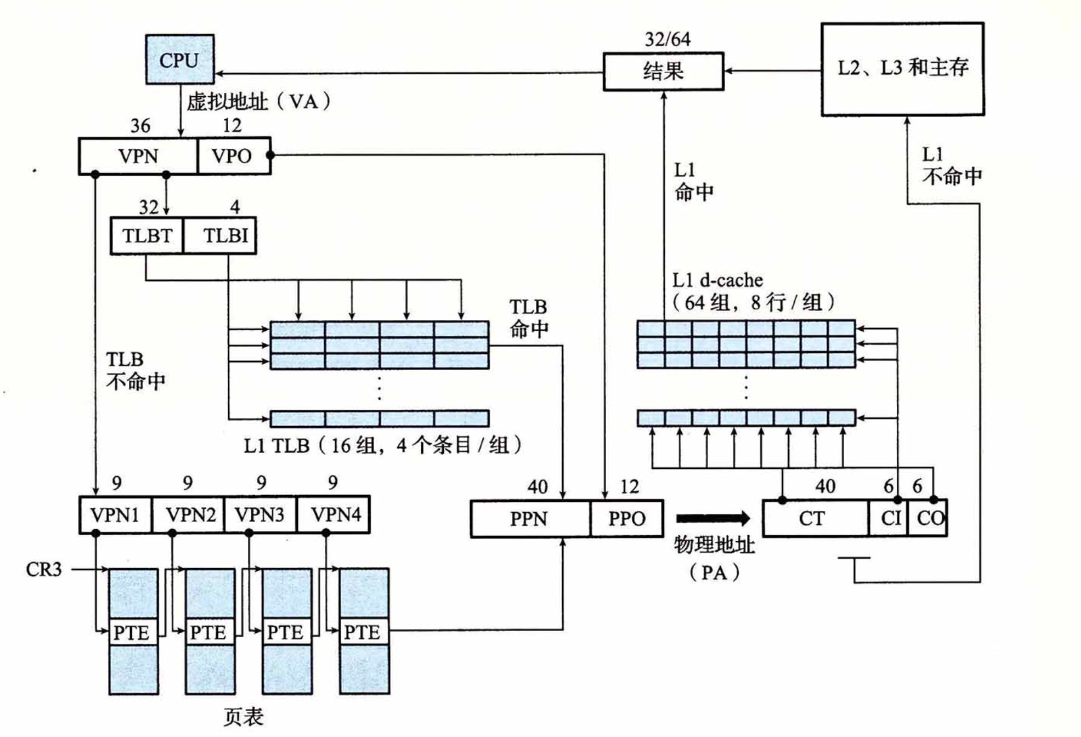 CPU
32/64
结果
L2、L3 和主存
虚拟地址（VA）
36
12
VPN
VPO
L1
命中
L1
不命中
32
4
TLBT
TLBI
TLB
命中
L1 d-cache
（64 组，8 行/组）
TLB
不命中
⋮
⋮
L1 TLB（16 组，4 个条目/组）
9
9
9
9
VPN1
VPN2
VPN3
VPN4
40
12
PPN
PPO
物理地址
（PA）
40
6
6
CT
CI
CO
CR3
PTE
PTE
PTE
PTE
页表